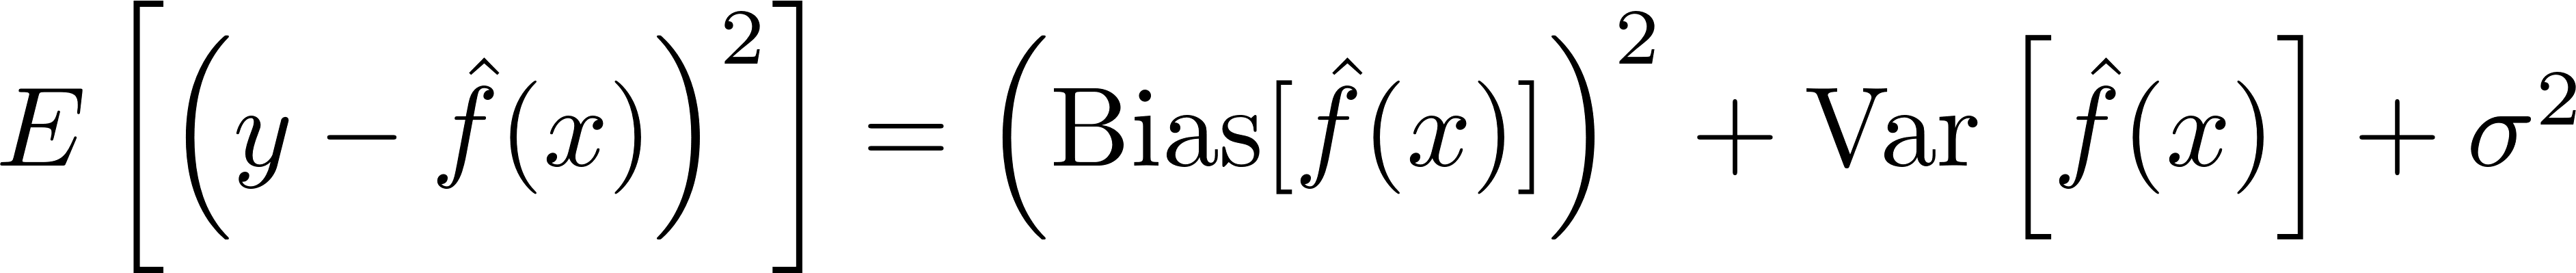 E[(y − f̂(x))²] = (Bias[f̂(x)])² + Var[f̂(x)] + σ²